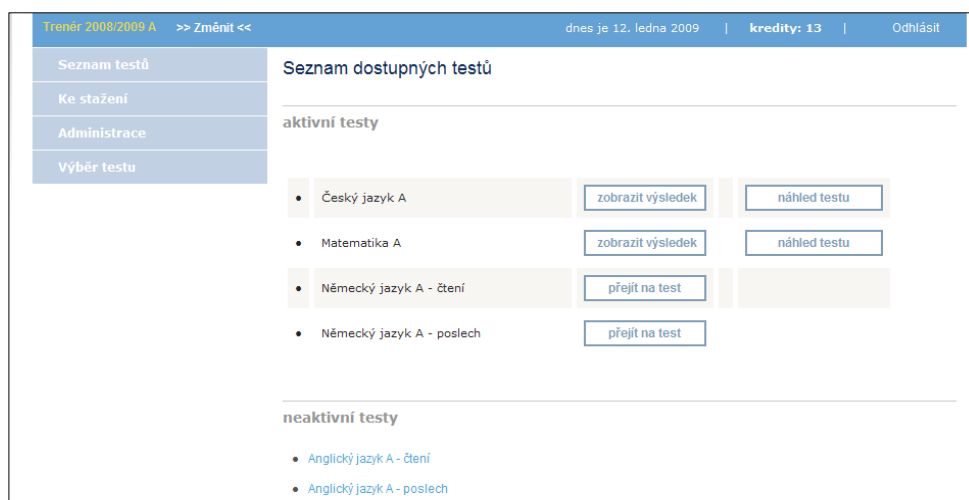 Trenér 2008/2009 A >> Změnit << dnes je 12. ledna 2009 | kredity: 13 | Odhlásit
Seznam testů
Ke stažení
Administrace
Výběr testu
Seznam dostupných testů
aktivní testy
• Český jazyk A zobrazit výsledek náhled testu
• Matematika A zobrazit výsledek náhled testu
• Německý jazyk A - čtení přejít na test
• Německý jazyk A - poslech přejít na test
neaktivní testy
• Anglický jazyk A - čtení
• Anglický jazyk A - poslech